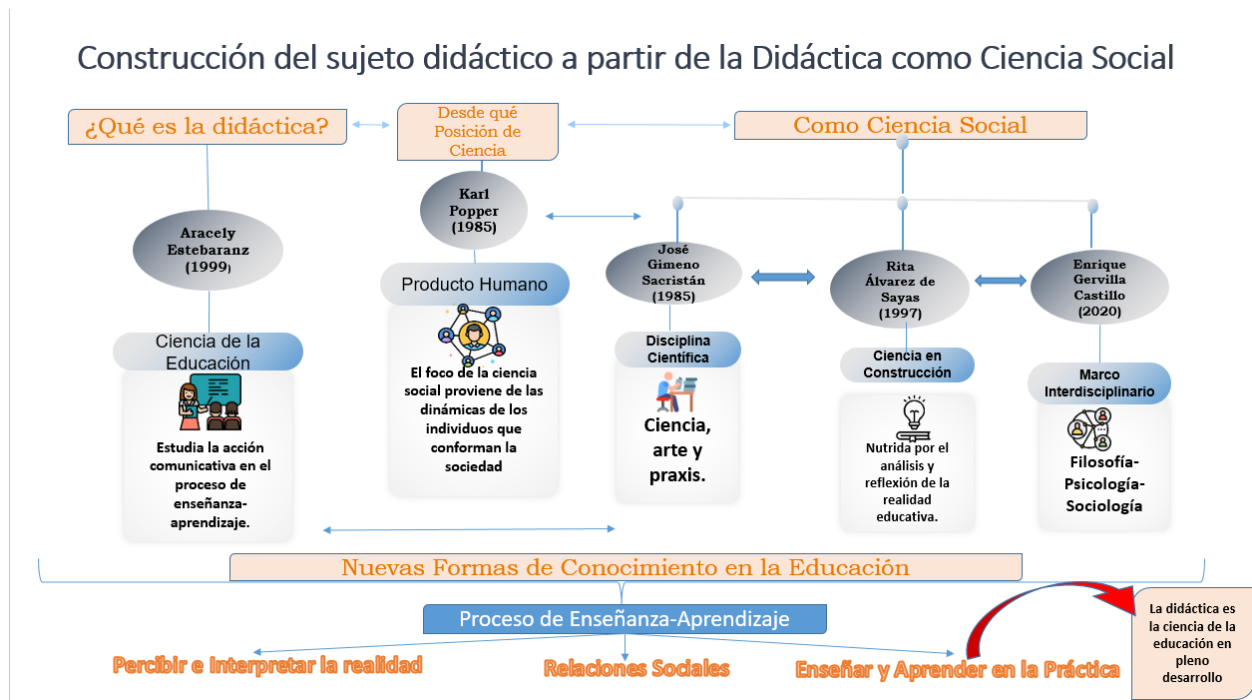 Construcción del sujeto didáctico a partir de la Didáctica como Ciencia Social
¿Qué es la didáctica?
Desde qué
Posición de
Ciencia
Como Ciencia Social
Aracely
Estebaranz
(1999)
Ciencia de la
Educación
Estudia la acción
comunicativa en el
proceso de
enseñanza-
aprendizaje.
Karl
Popper
(1985)
Producto Humano
El foco de la ciencia
social proviene de las
dinámicas de los
individuos que
conforman la
sociedad
José
Gimeno
Sacristán
(1985)
Disciplina
Científica
Ciencia,
arte y
praxis.
Rita
Álvarez de
Sayas
(1997)
Ciencia en
Construcción
Nutrida por el
análisis y
reflexión de la
realidad
educativa.
Enrique
Gervilla
Castillo
(2020)
Marco
Interdisciplinario
Filosofía-
Psicología-
Sociología
Nuevas Formas de Conocimiento en la Educación
Proceso de Enseñanza-Aprendizaje
Percibir e Interpretar la realidad
Relaciones Sociales
Enseñar y Aprender en la Práctica
La didáctica es
la ciencia de la
educación en
pleno
desarrollo